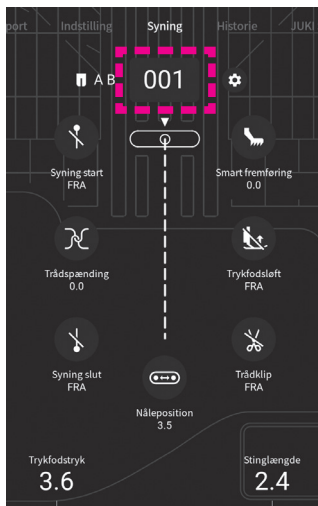 port Indstilling Syning Historie JUKI
A B 001
Syning start
FRA
Smart fremføring
0.0
Trådspænding
0.0
Trykfodsløft
FRA
Syning slut
FRA
Trådklip
FRA
Nåleposition
3.5
Trykfodstryk
3.6
Stinglængde
2.4